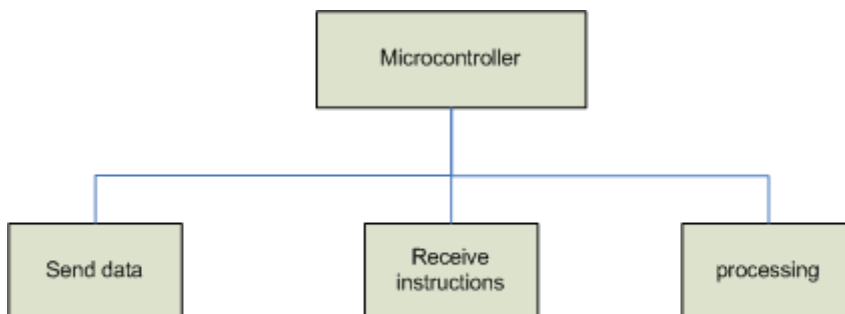 Microcontroller
Send data
Receive
instructions
processing